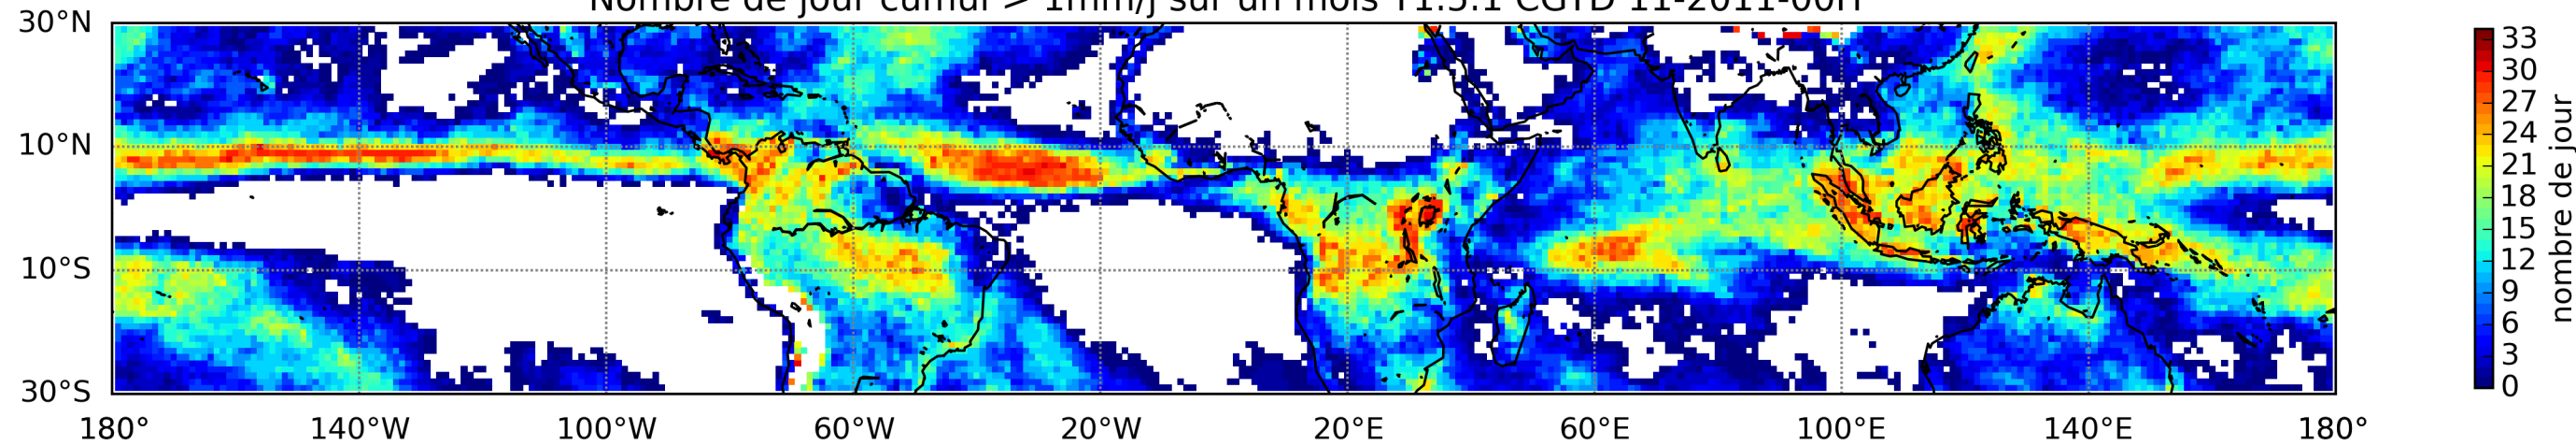 Nombre de jour cumul > 1mm/j sur un mois T1.5.1 CGTD 11-2011-00H
30°N
10°N
10°S
30°S
180° 140°W 100°W 60°W 20°W 20°E 60°E 100°E 140°E 180°
33
30
27
24
21
18
15
12
9
6
3
0
nombre de jour